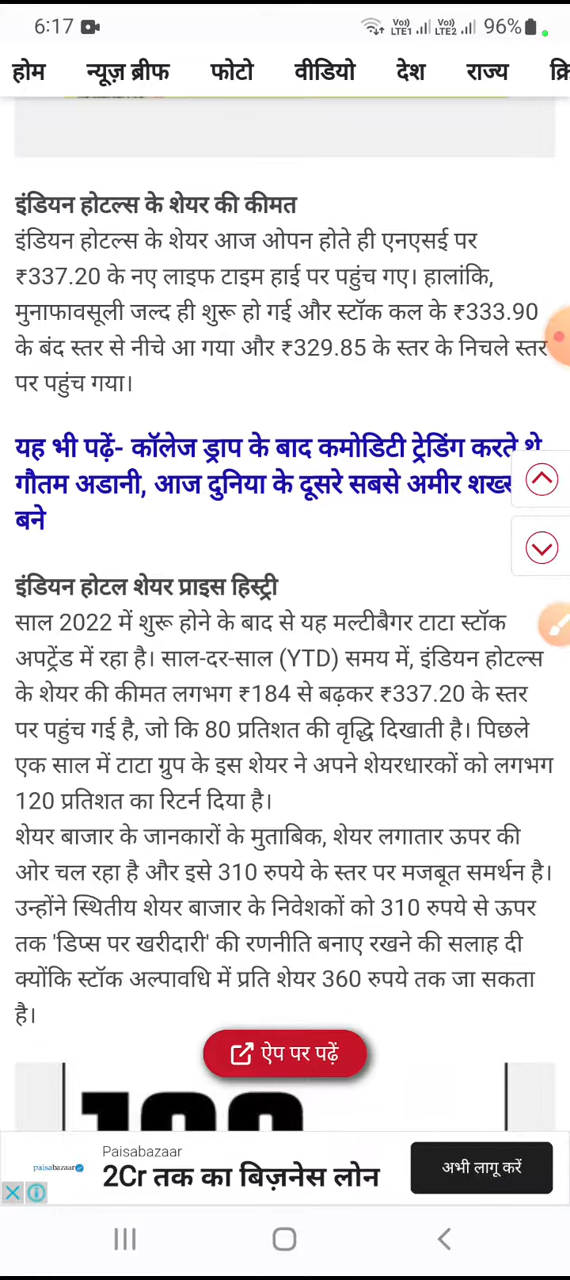 6:17
Vo)) LTE1 Vo)) LTE2 96%
होम न्यूज़ ब्रीफ फोटो वीडियो देश राज्य क्रि
इंडियन होटल्स के शेयर की कीमत
इंडियन होटल्स के शेयर आज ओपन होते ही एनएसई पर
₹337.20 के नए लाइफ टाइम हाई पर पहुंच गए। हालांकि,
मुनाफावसूली जल्द ही शुरू हो गई और स्टॉक कल के ₹333.90
के बंद स्तर से नीचे आ गया और ₹329.85 के स्तर के निचले स्तर
पर पहुंच गया।
यह भी पढ़ें- कॉलेज ड्राप के बाद कमोडिटी ट्रेडिंग करते थे
गौतम अडानी, आज दुनिया के दूसरे सबसे अमीर शख्स
बने
इंडियन होटल शेयर प्राइस हिस्ट्री
साल 2022 में शुरू होने के बाद से यह मल्टीबैगर टाटा स्टॉक
अपट्रेंड में रहा है। साल-दर-साल (YTD) समय में, इंडियन होटल्स
के शेयर की कीमत लगभग ₹184 से बढ़कर ₹337.20 के स्तर
पर पहुंच गई है, जो कि 80 प्रतिशत की वृद्धि दिखाती है। पिछले
एक साल में टाटा ग्रुप के इस शेयर ने अपने शेयरधारकों को लगभग
120 प्रतिशत का रिटर्न दिया है।
शेयर बाजार के जानकारों के मुताबिक, शेयर लगातार ऊपर की
ओर चल रहा है और इसे 310 रुपये के स्तर पर मजबूत समर्थन है।
उन्होंने स्थितीय शेयर बाजार के निवेशकों को 310 रुपये से ऊपर
तक 'डिप्स पर खरीदारी' की रणनीति बनाए रखने की सलाह दी
क्योंकि स्टॉक अल्पावधि में प्रति शेयर 360 रुपये तक जा सकता
है।
ऐप पर पढ़ें
Paisabazaar
paisabazaar
2Cr तक का बिज़नेस लोन
अभी लागू करें